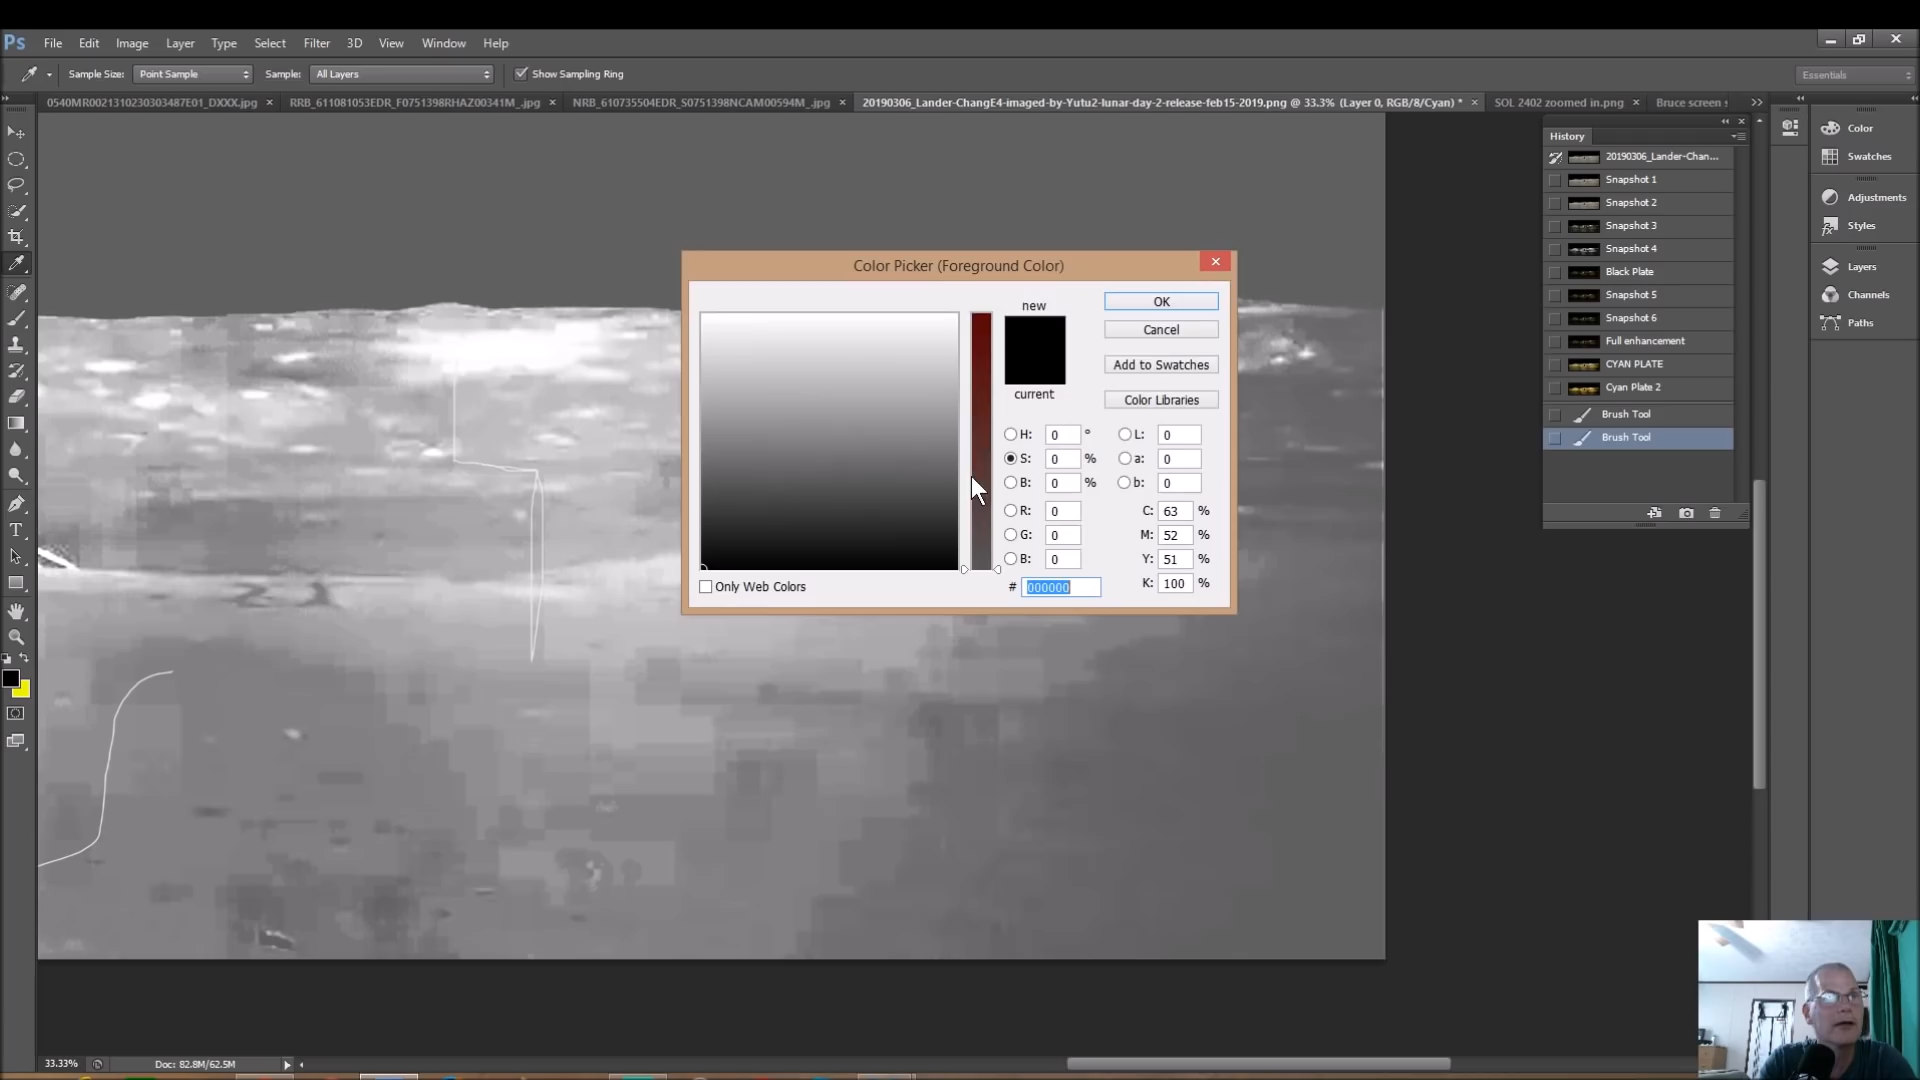 Ps File Edit Image Layer Type Select Filter 3D View Window Help
Sample Size: Point Sample Sample: All Layers Show Sampling Ring Essentials
0540MR0021310230303487E01_DXXX.jpg × RRB_611081053EDR_F0751398RHAZ00341M_.jpg × NRB_610735504EDR_S0751398NCAM00594M_.jpg × 20190306_Lander-ChangE4-imaged-by-Yutu2-lunar-day-2-release-feb15-2019.png @ 33.3% (Layer 0, RGB/8/Cyan) * × SOL 2402 zoomed in.png × Bruce screen s
History
20190306_Lander-Chan...
Snapshot 1
Snapshot 2
Snapshot 3
Snapshot 4
Black Plate
Snapshot 5
Snapshot 6
Full enhancement
CYAN PLATE
Cyan Plate 2
Brush Tool
Brush Tool
Color
Swatches
Adjustments
Styles
Layers
Channels
Paths
Color Picker (Foreground Color)
new
current
OK
Cancel
Add to Swatches
Color Libraries
H: 0 ° L: 0
S: 0 % a: 0
B: 0 % b: 0
R: 0 C: 63 %
G: 0 M: 52 %
B: 0 Y: 51 %
# 000000 K: 100 %
Only Web Colors
21
33.33% Doc: 82.8M/62.5M